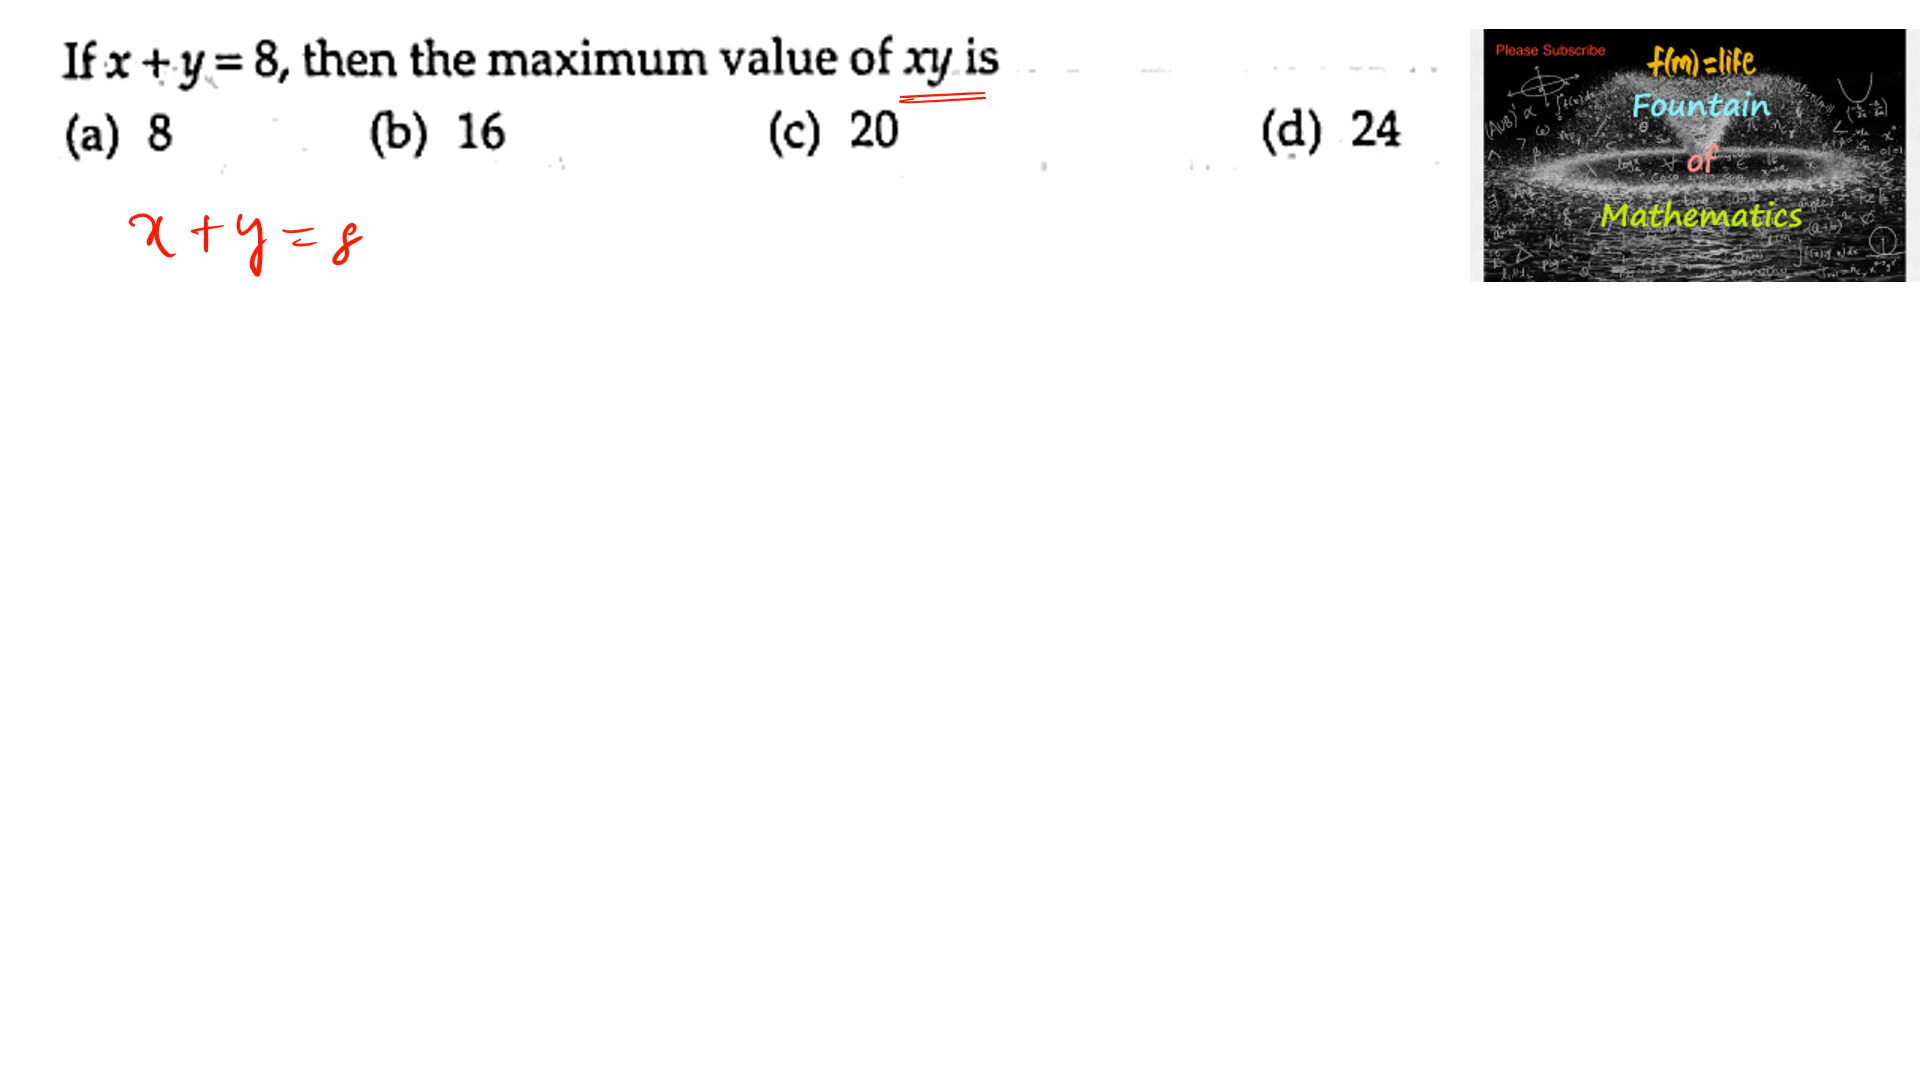 If x + y = 8, then the maximum value of xy is
(a) 8 (b) 16 (c) 20 (d) 24
x + y = 8
Please Subscribe
f(m)=life
Fountain
of
Mathematics